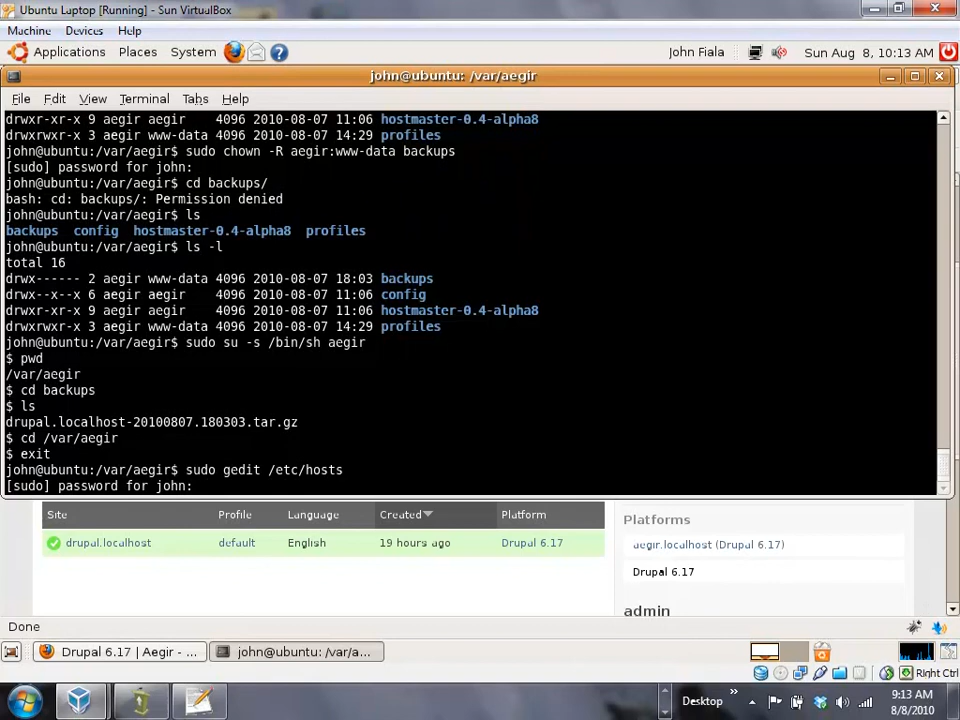 Ubuntu Laptop [Running] - Sun VirtualBox
Machine Devices Help
Applications Places System John Fiala Sun Aug 8, 10:13 AM
john@ubuntu: /var/aegir
File Edit View Terminal Tabs Help
drwxr-xr-x 9 aegir aegir 4096 2010-08-07 11:06 hostmaster-0.4-alpha8
drwxrwxr-x 3 aegir www-data 4096 2010-08-07 14:29 profiles
john@ubuntu:/var/aegir$ sudo chown -R aegir:www-data backups
[sudo] password for john:
john@ubuntu:/var/aegir$ cd backups/
bash: cd: backups/: Permission denied
john@ubuntu:/var/aegir$ ls
backups config hostmaster-0.4-alpha8 profiles
john@ubuntu:/var/aegir$ ls -l
total 16
drwx------ 2 aegir www-data 4096 2010-08-07 18:03 backups
drwx--x--x 6 aegir aegir 4096 2010-08-07 11:06 config
drwxr-xr-x 9 aegir aegir 4096 2010-08-07 11:06 hostmaster-0.4-alpha8
drwxrwxr-x 3 aegir www-data 4096 2010-08-07 14:29 profiles
john@ubuntu:/var/aegir$ sudo su -s /bin/sh aegir
$ pwd
/var/aegir
$ cd backups
$ ls
drupal.localhost-20100807.180303.tar.gz
$ cd /var/aegir
$ exit
john@ubuntu:/var/aegir$ sudo gedit /etc/hosts
[sudo] password for john:
Site Profile Language Created Platform
drupal.localhost default English 19 hours ago Drupal 6.17
Platforms
aegir.localhost (Drupal 6.17)
Drupal 6.17
admin
Done
Drupal 6.17 | Aegir - ... john@ubuntu: /var/a...
Right Ctrl
Desktop » 9:13 AM
8/8/2010